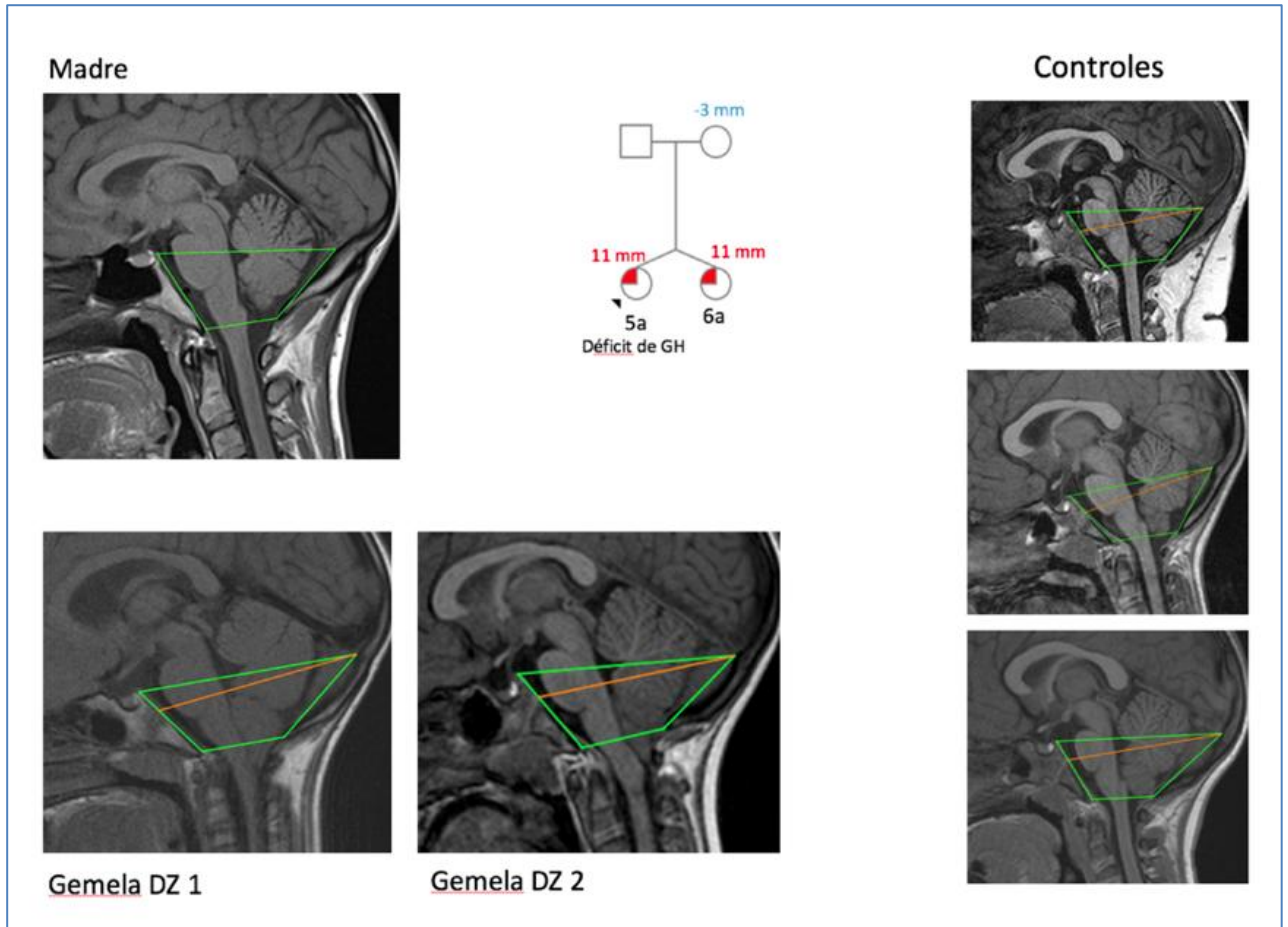 Madre
Controles
-3 mm
11 mm
11 mm
5a
6a
Déficit de GH
Gemela DZ 1
Gemela DZ 2